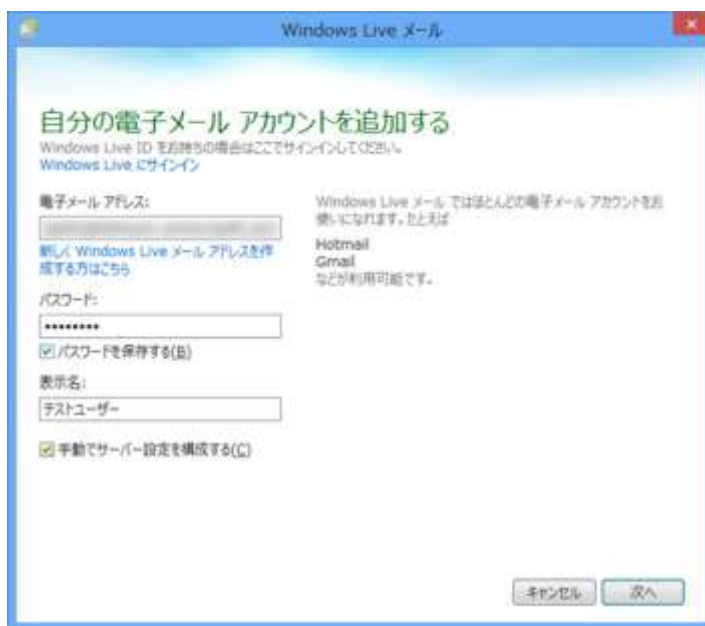 Windows Live メール
自分の電子メール アカウントを追加する
Windows Live ID をお持ちの場合はここでサインインしてください。
Windows Live にサインイン
電子メール アドレス:
新しく Windows Live メール アドレスを作
成する方はこちら
パスワード:
••••••••
パスワードを保存する(B)
表示名:
テストユーザー
手動でサーバー設定を構成する(C)
Windows Live メール ではほとんどの電子メール アカウントをお
使いになれます。たとえば
Hotmail
Gmail
などが利用可能です。
キャンセル
次へ